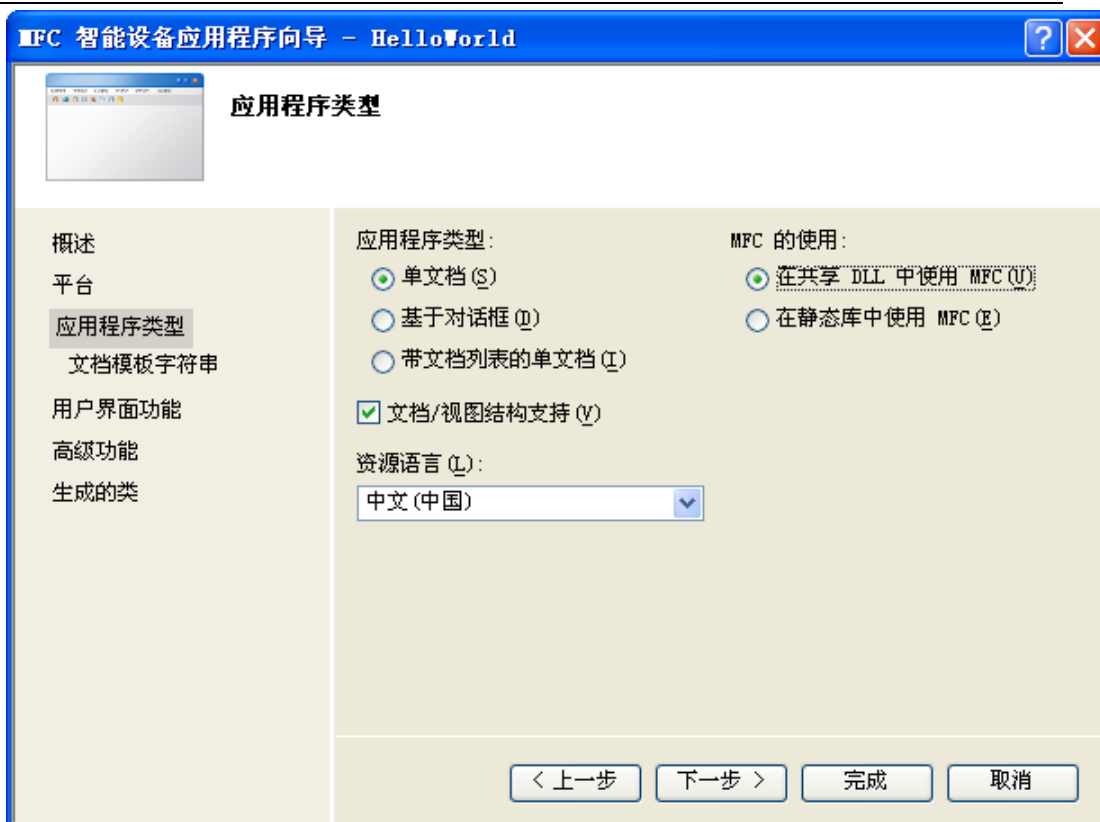 MFC 智能设备应用程序向导 - HelloWorld
应用程序类型
概述
平台
应用程序类型
文档模板字符串
用户界面功能
高级功能
生成的类
应用程序类型:
单文档(S)
基于对话框(D)
带文档列表的单文档(I)
文档/视图结构支持(V)
资源语言(L):
中文(中国)
MFC 的使用:
在共享 DLL 中使用 MFC(U)
在静态库中使用 MFC(E)
< 上一步
下一步 >
完成
取消